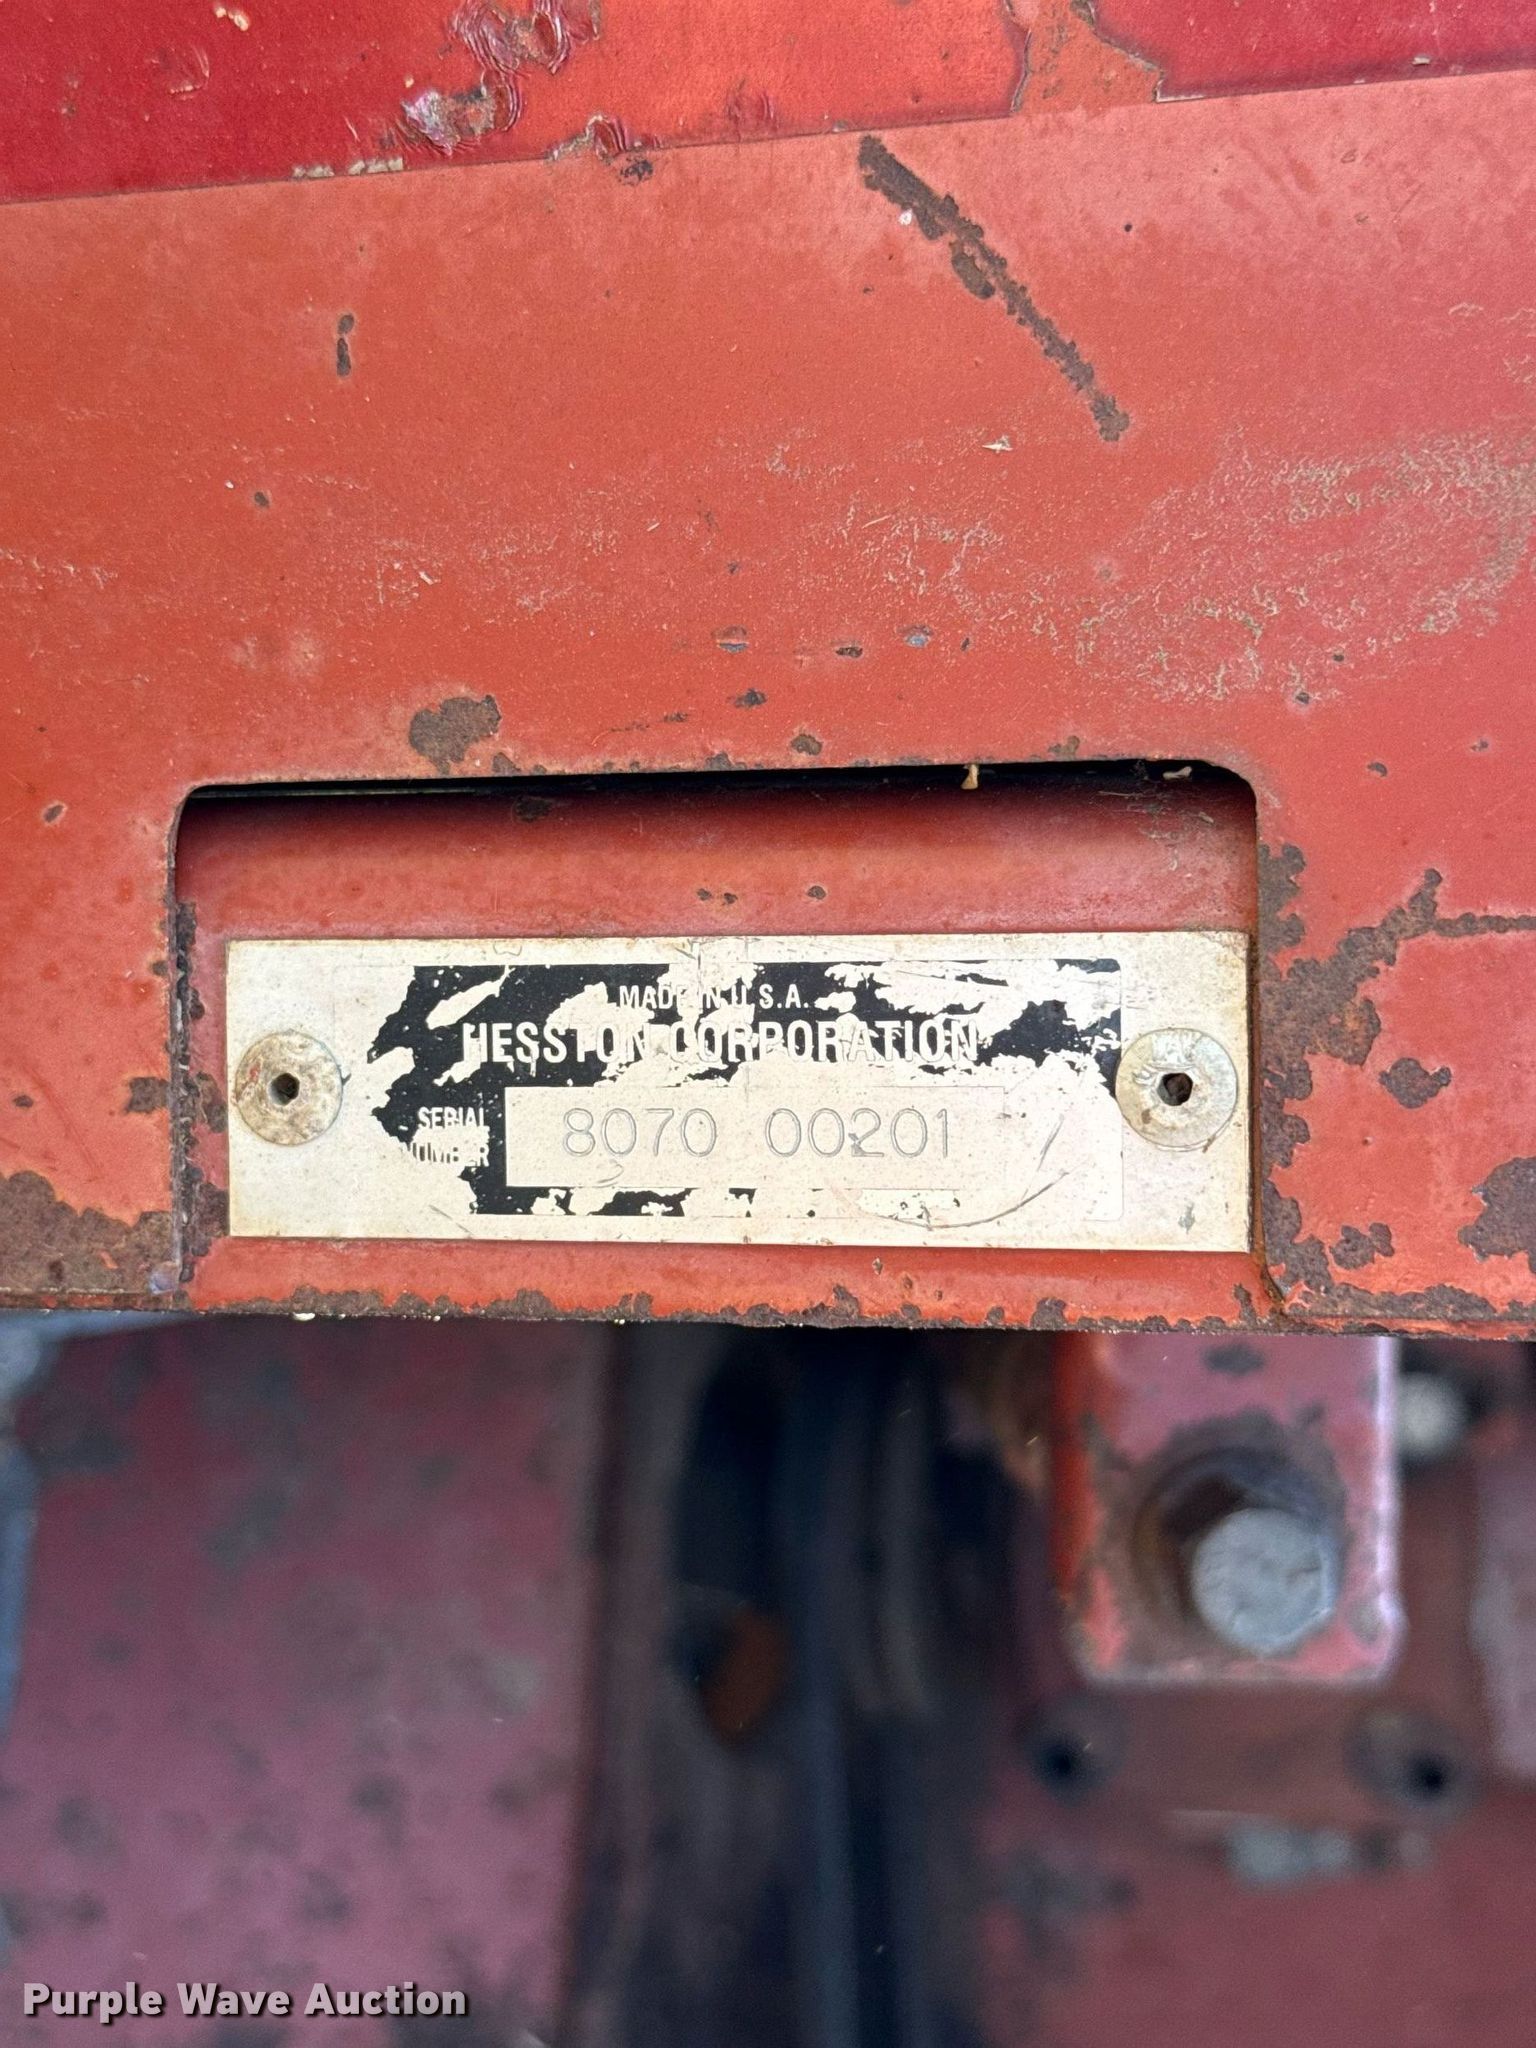 MADE IN U.S.A.
HESSTON CORPORATION
SERIAL
NUMBER
8070 00201
Purple Wave Auction